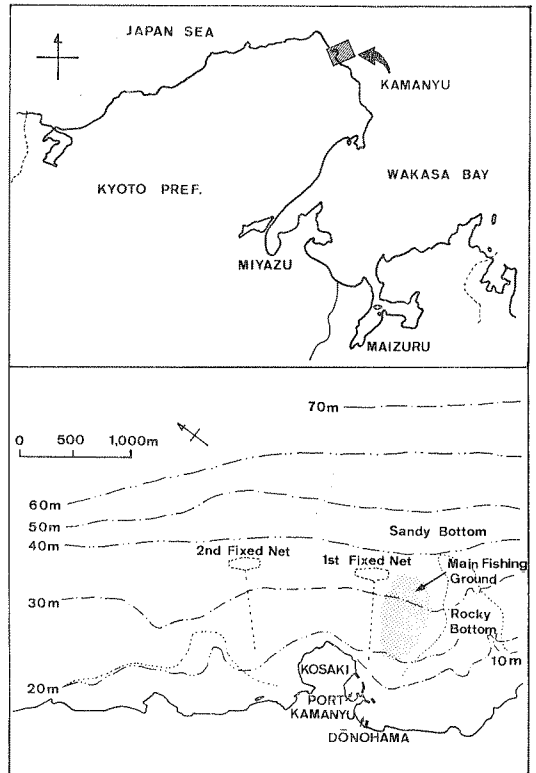 JAPAN SEA
KAMANYU
KYOTO PREF.
WAKASA BAY
MIYAZU
MAIZURU
70m
0 500 1,000m
60m
50m
40m
Sandy Bottom
2nd Fixed Net
1st Fixed Net
Main Fishing
Ground
30m
Rocky
Bottom
10m
20m
KOSAKI
PORT
KAMANYU
DŌNOHAMA